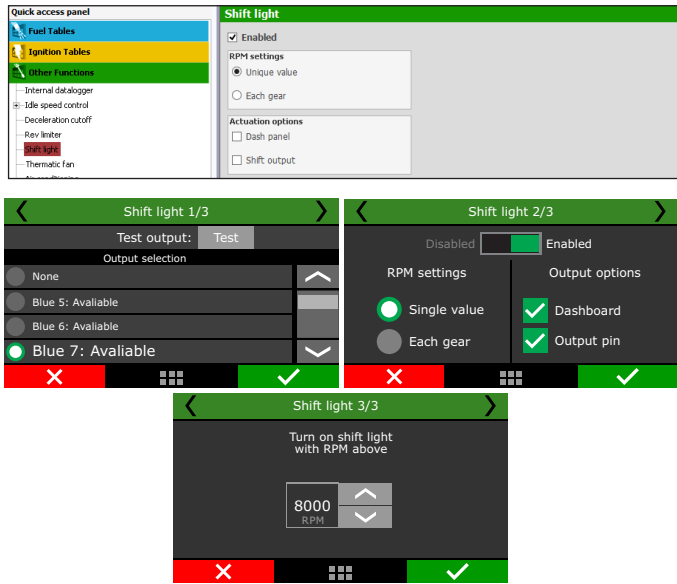 Quick access panel
Fuel Tables
Ignition Tables
Other Functions
Internal datalogger
Idle speed control
Deceleration cutoff
Rev limiter
Shift light
Thermatic fan
Shift light
Enabled
RPM settings
Unique value
Each gear
Actuation options
Dash panel
Shift output
Shift light 1/3
Test output: Test
Output selection
None
Blue 5: Avaliable
Blue 6: Avaliable
Blue 7: Avaliable
Shift light 2/3
Disabled Enabled
RPM settings
Single value
Each gear
Output options
Dashboard
Output pin
Shift light 3/3
Turn on shift light
with RPM above
8000
RPM